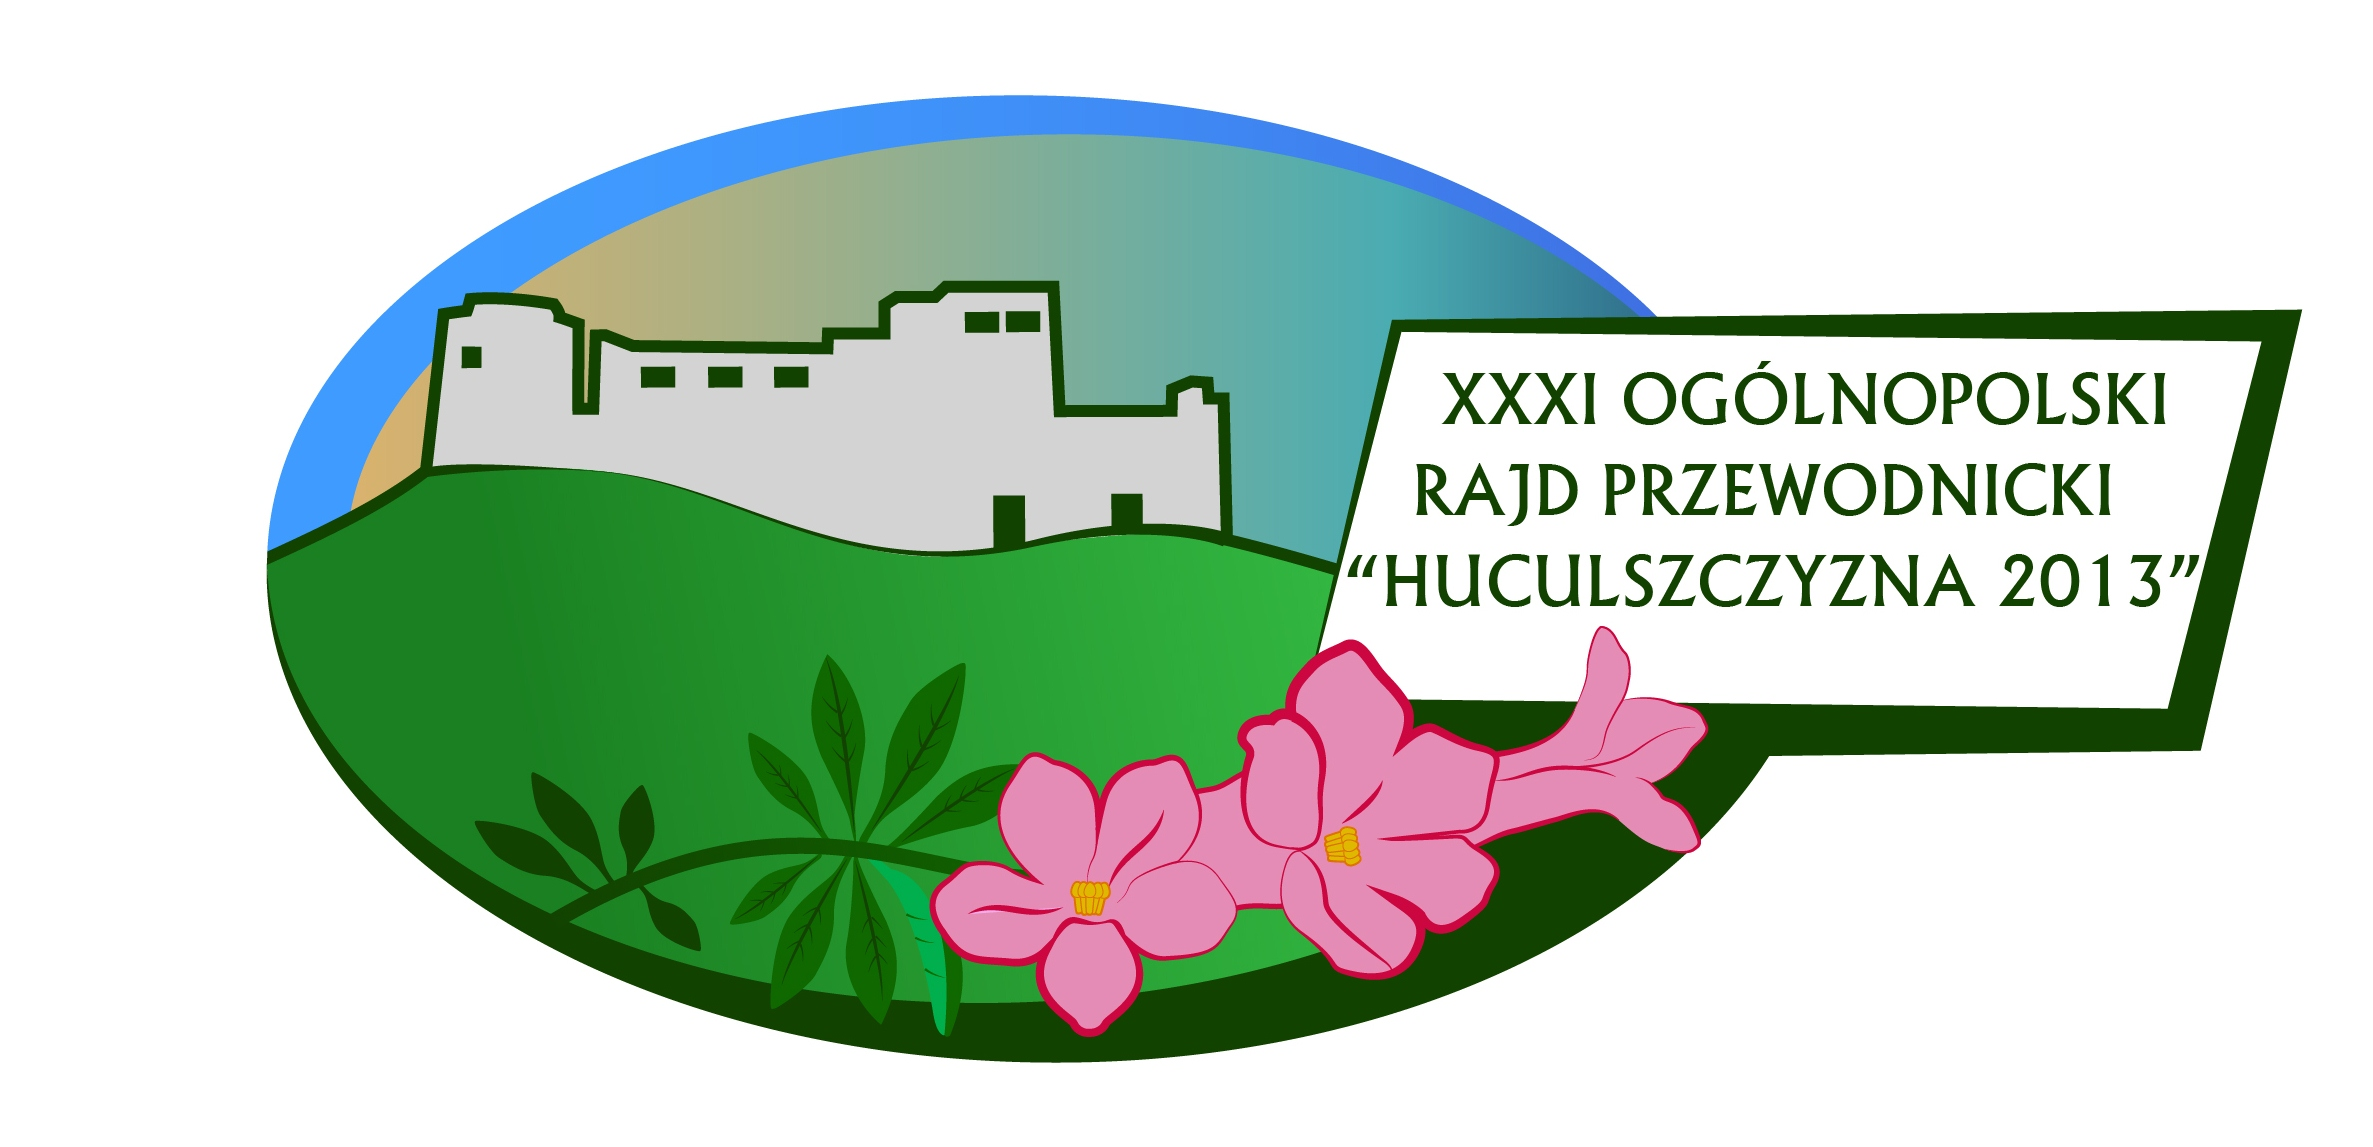 XXXI OGÓLNOPOLSKI
RAJD PRZEWODNICKI
“HUCULSZCZYZNA 2013”